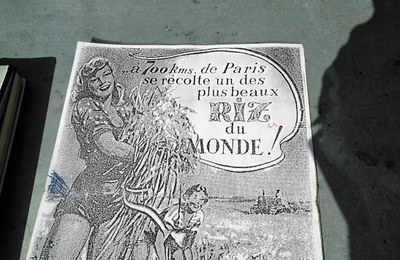 ...à 700 kms. de Paris
se récolte un des
plus beaux
RIZ
du
MONDE!